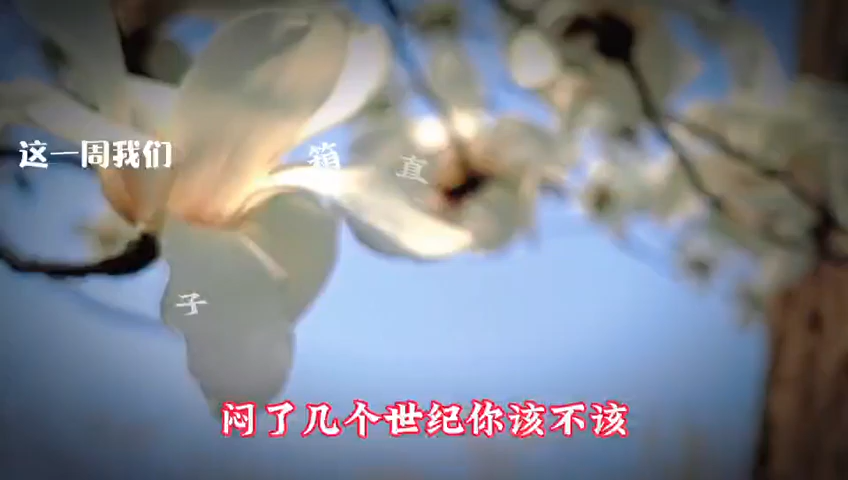 这一周我们
箱
直
子
闷了几个世纪你该不该